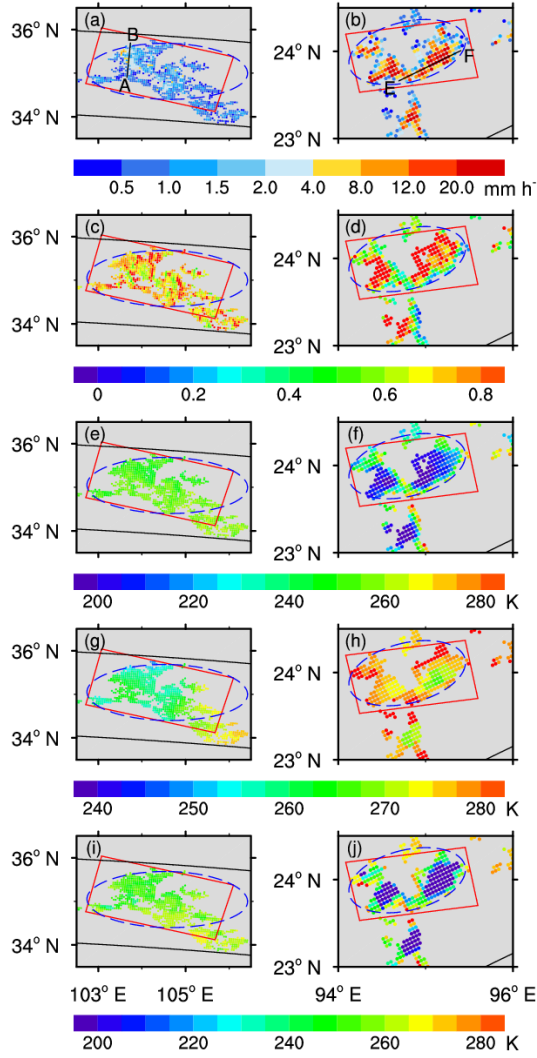 (a) (b)
36° N 24° N
B
A
F
E
34° N 23° N
0.5 1.0 1.5 2.0 4.0 8.0 12.0 20.0 mm h⁻
(c) (d)
36° N 24° N
34° N 23° N
0 0.2 0.4 0.6 0.8
(e) (f)
36° N 24° N
34° N 23° N
200 220 240 260 280 K
(g) (h)
36° N 24° N
34° N 23° N
240 250 260 270 280 K
(i) (j)
36° N 24° N
34° N 23° N
103° E 105° E 94° E 96° E
200 220 240 260 280 K